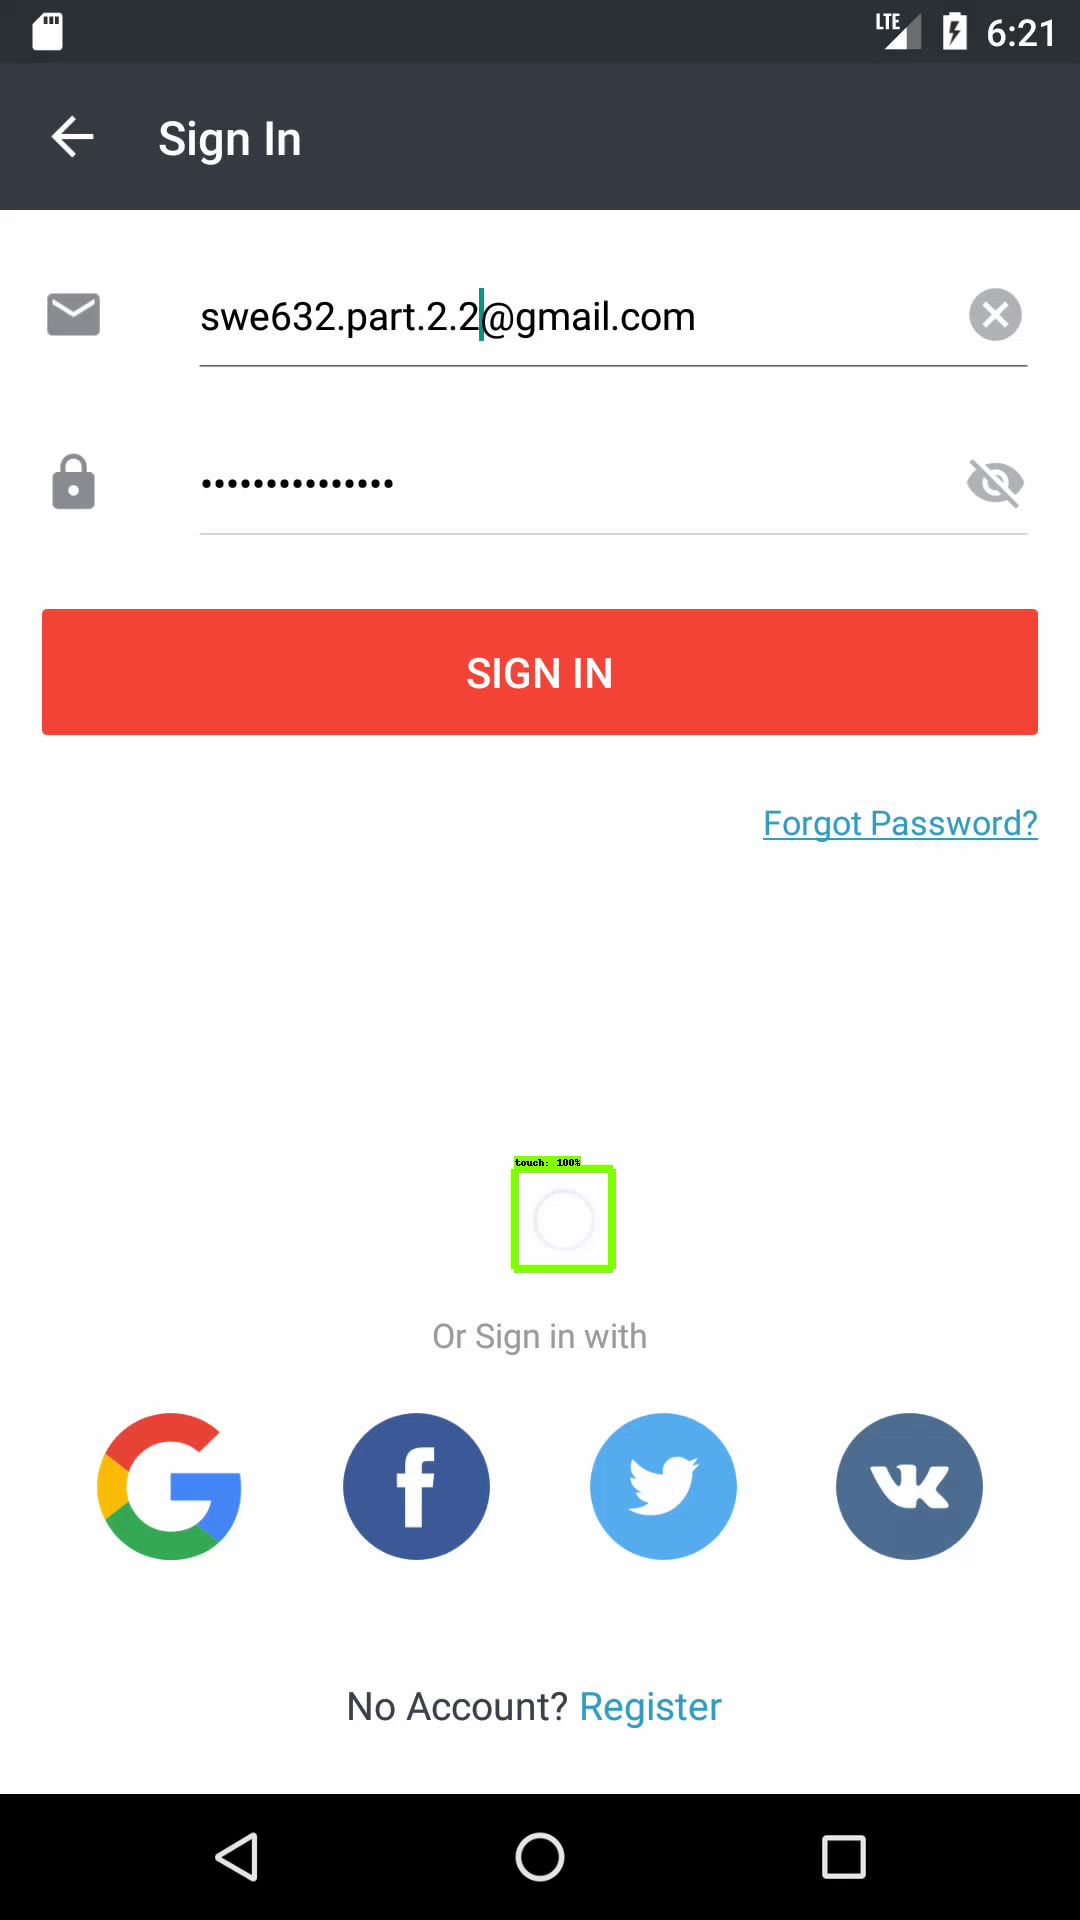 LTE 6:21
Sign In
swe632.part.2.2@gmail.com
•••••••••••••••
SIGN IN
Forgot Password?
touch: 100%
Or Sign in with
No Account? Register